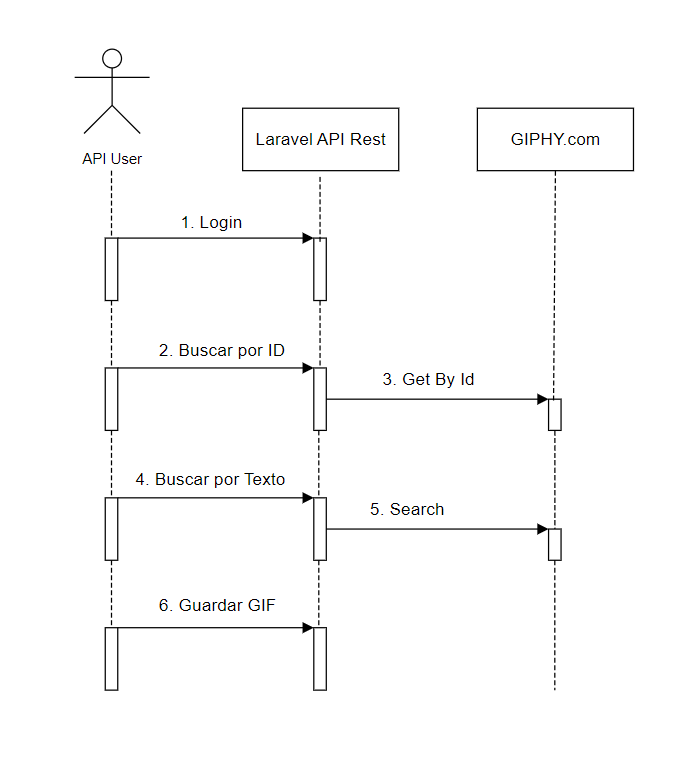 API User
Laravel API Rest
GIPHY.com
1. Login
2. Buscar por ID
3. Get By Id
4. Buscar por Texto
5. Search
6. Guardar GIF